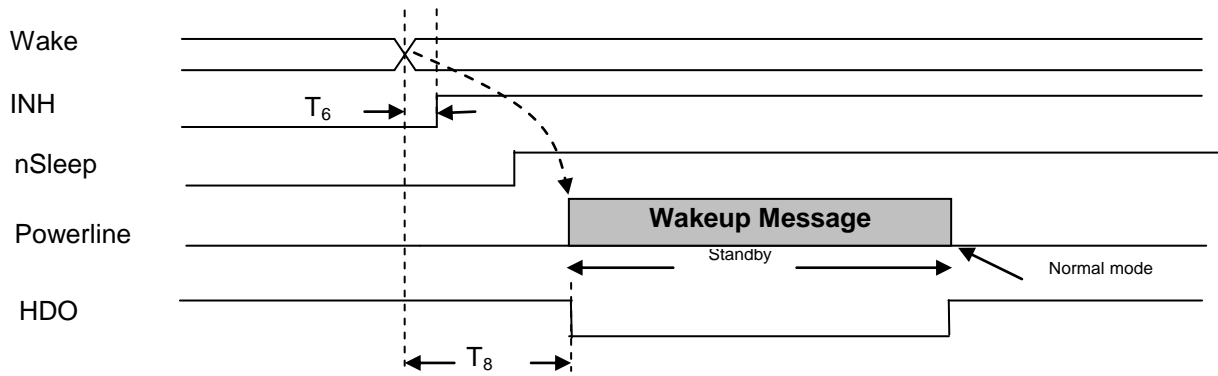 Wake
INH
T6
nSleep
Powerline
Wakeup Message
Standby
Normal mode
HDO
T8